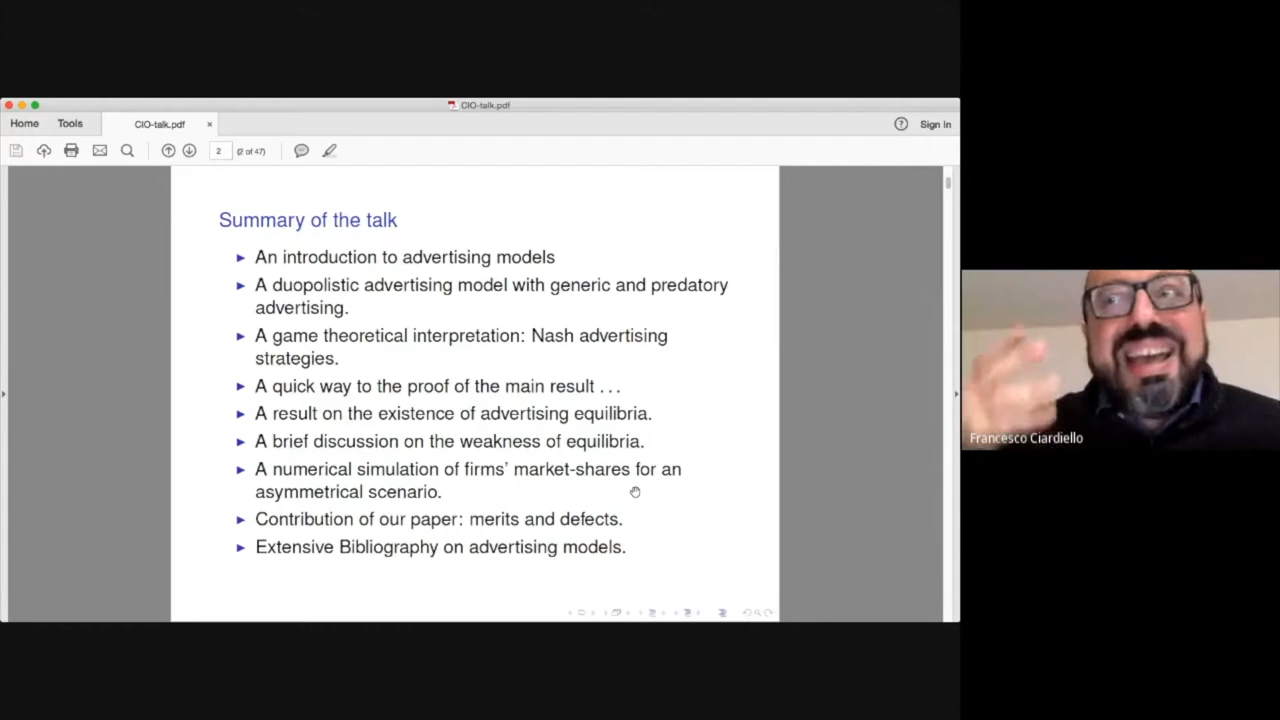 CIO-talk.pdf
Home
Tools
CIO-talk.pdf
×
Sign In
2
(2 of 47)
Summary of the talk
An introduction to advertising models
A duopolistic advertising model with generic and predatory
advertising.
A game theoretical interpretation: Nash advertising
strategies.
A quick way to the proof of the main result . . .
A result on the existence of advertising equilibria.
A brief discussion on the weakness of equilibria.
A numerical simulation of firms' market-shares for an
asymmetrical scenario.
Contribution of our paper: merits and defects.
Extensive Bibliography on advertising models.
Francesco Ciardiello